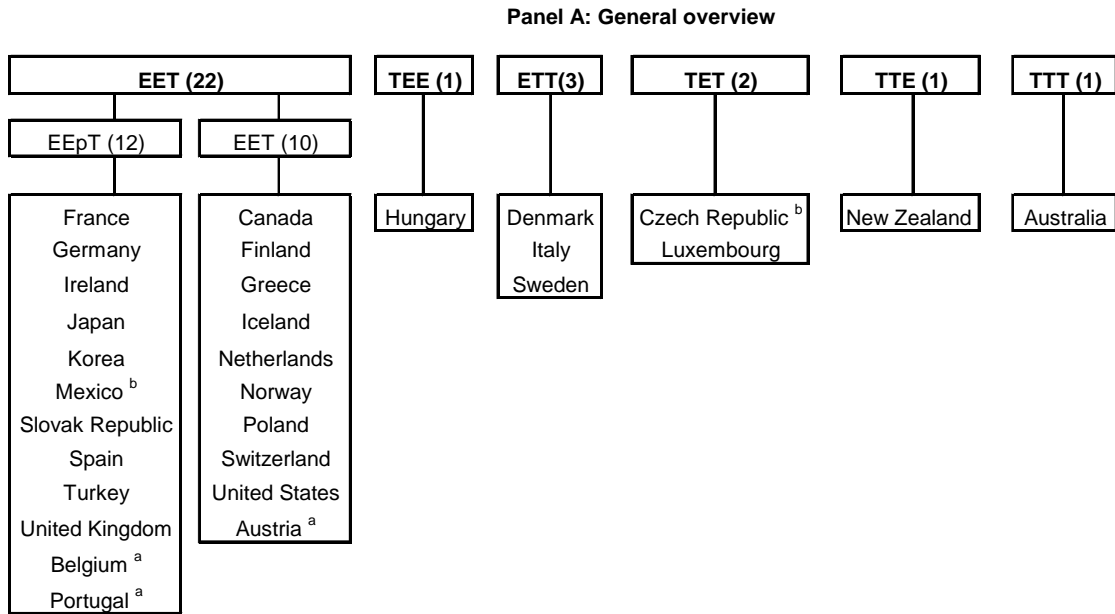 Panel A: General overview
EET (22)
TEE (1)
ETT(3)
TET (2)
TTE (1)
TTT (1)
EEpT (12)
EET (10)
France
Germany
Ireland
Japan
Korea
Mexico b
Slovak Republic
Spain
Turkey
United Kingdom
Belgium a
Portugal a
Canada
Finland
Greece
Iceland
Netherlands
Norway
Poland
Switzerland
United States
Austria a
Hungary
Denmark
Italy
Sweden
Czech Republic b
Luxembourg
New Zealand
Australia